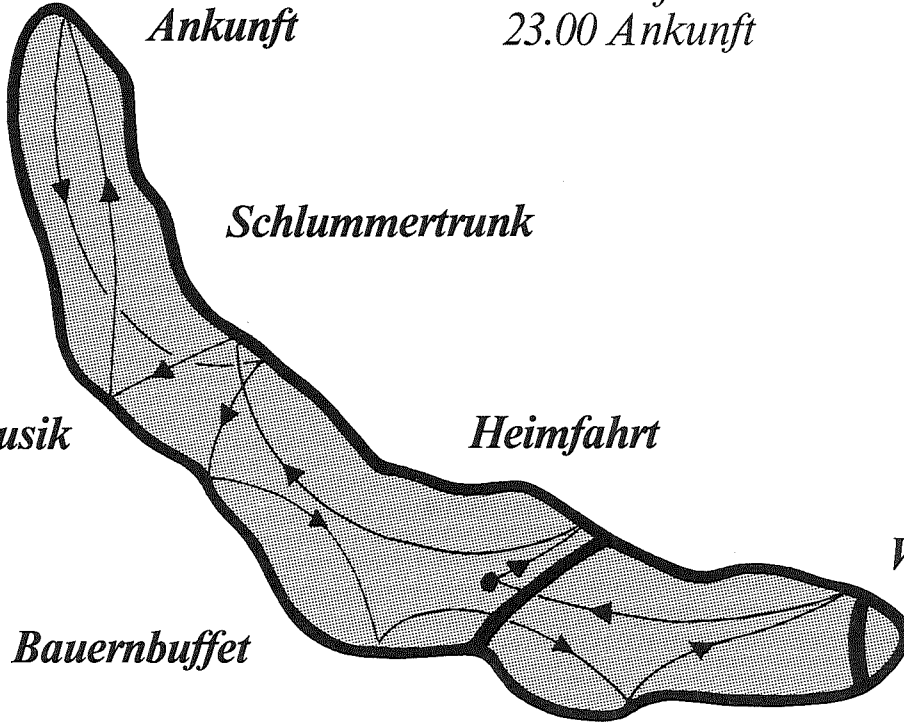 Ankunft
23.00 Ankunft
Schlummertrunk
Heimfahrt
Bauernbuffet